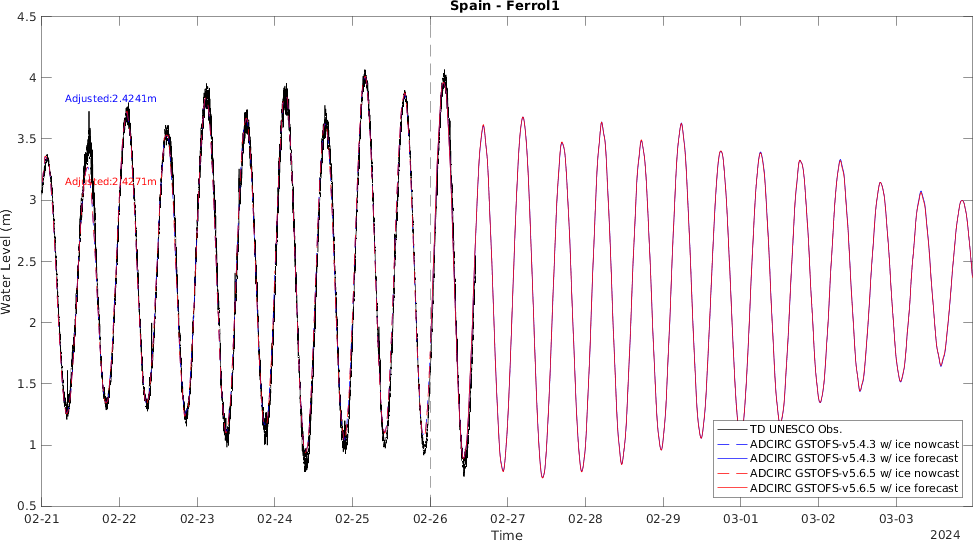 Spain - Ferrol1
4.5
4
3.5
3
2.5
2
1.5
1
0.5
Water Level (m)
Adjusted:2.4241m
Adjusted:2.4271m
TD UNESCO Obs.
ADCIRC GSTOFS-v5.4.3 w/ ice nowcast
ADCIRC GSTOFS-v5.4.3 w/ ice forecast
ADCIRC GSTOFS-v5.6.5 w/ ice nowcast
ADCIRC GSTOFS-v5.6.5 w/ ice forecast
02-21 02-22 02-23 02-24 02-25 02-26 02-27 02-28 02-29 03-01 03-02 03-03
Time
2024